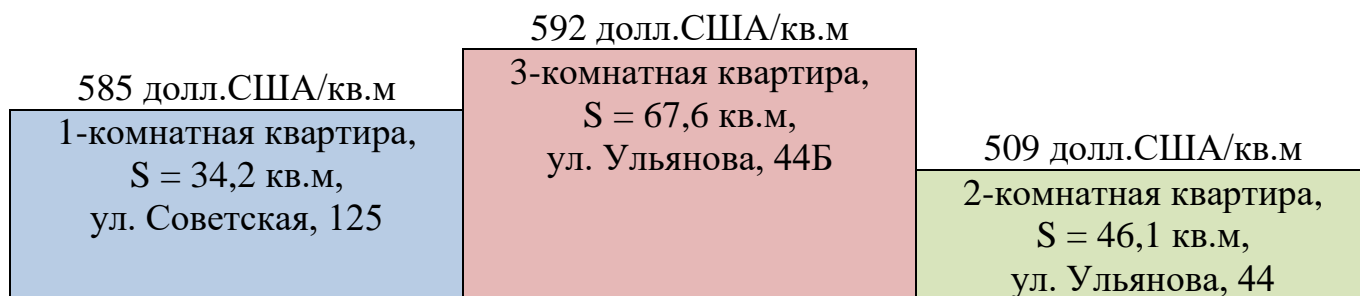 585 долл.США/кв.м
1-комнатная квартира,
S = 34,2 кв.м,
ул. Советская, 125
592 долл.США/кв.м
3-комнатная квартира,
S = 67,6 кв.м,
ул. Ульянова, 44Б
509 долл.США/кв.м
2-комнатная квартира,
S = 46,1 кв.м,
ул. Ульянова, 44